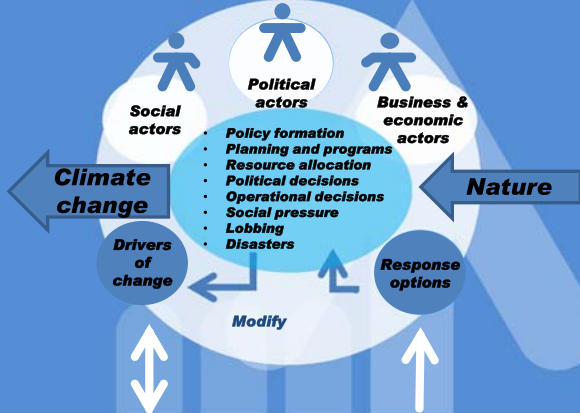 Political
actors
Social
actors
Business &
economic
actors
• Policy formation
• Planning and programs
• Resource allocation
• Political decisions
• Operational decisions
• Social pressure
• Lobbing
• Disasters
Climate
change
Nature
Drivers
of
change
Response
options
Modify